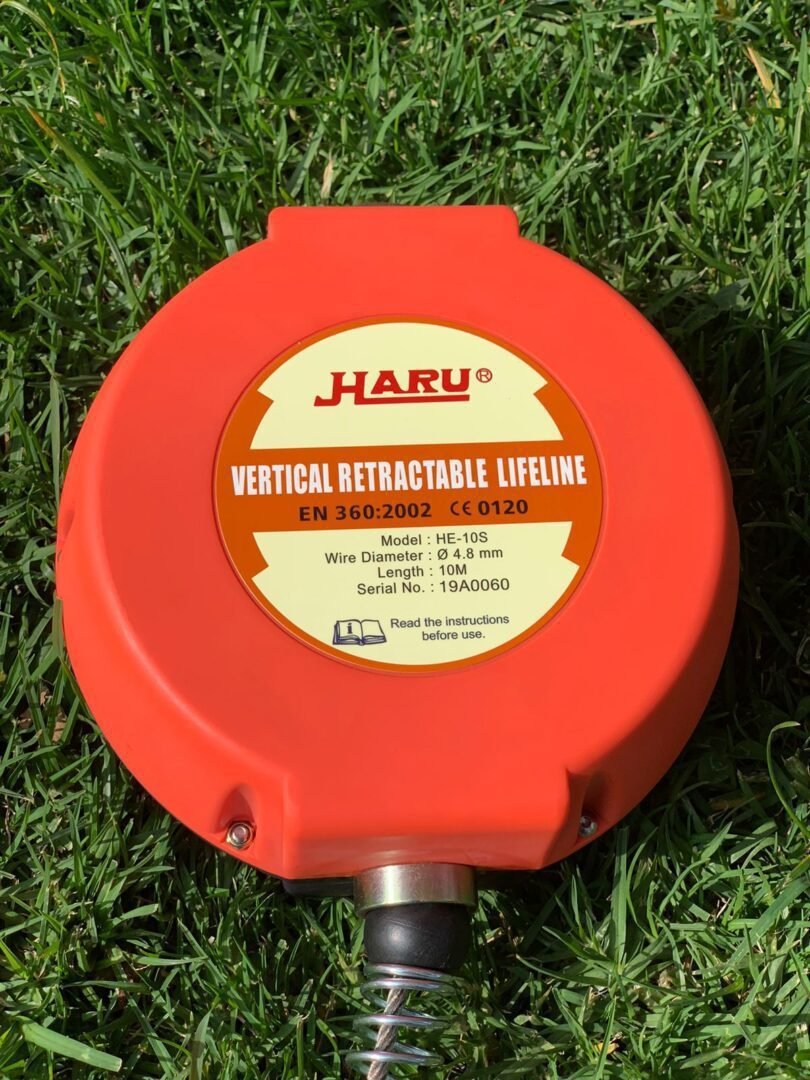 HARU®
VERTICAL RETRACTABLE LIFELINE
EN 360:2002 CE 0120
Model : HE-10S
Wire Diameter : Ø 4.8 mm
Length : 10M
Serial No. : 19A0060
i
Read the instructions
before use.